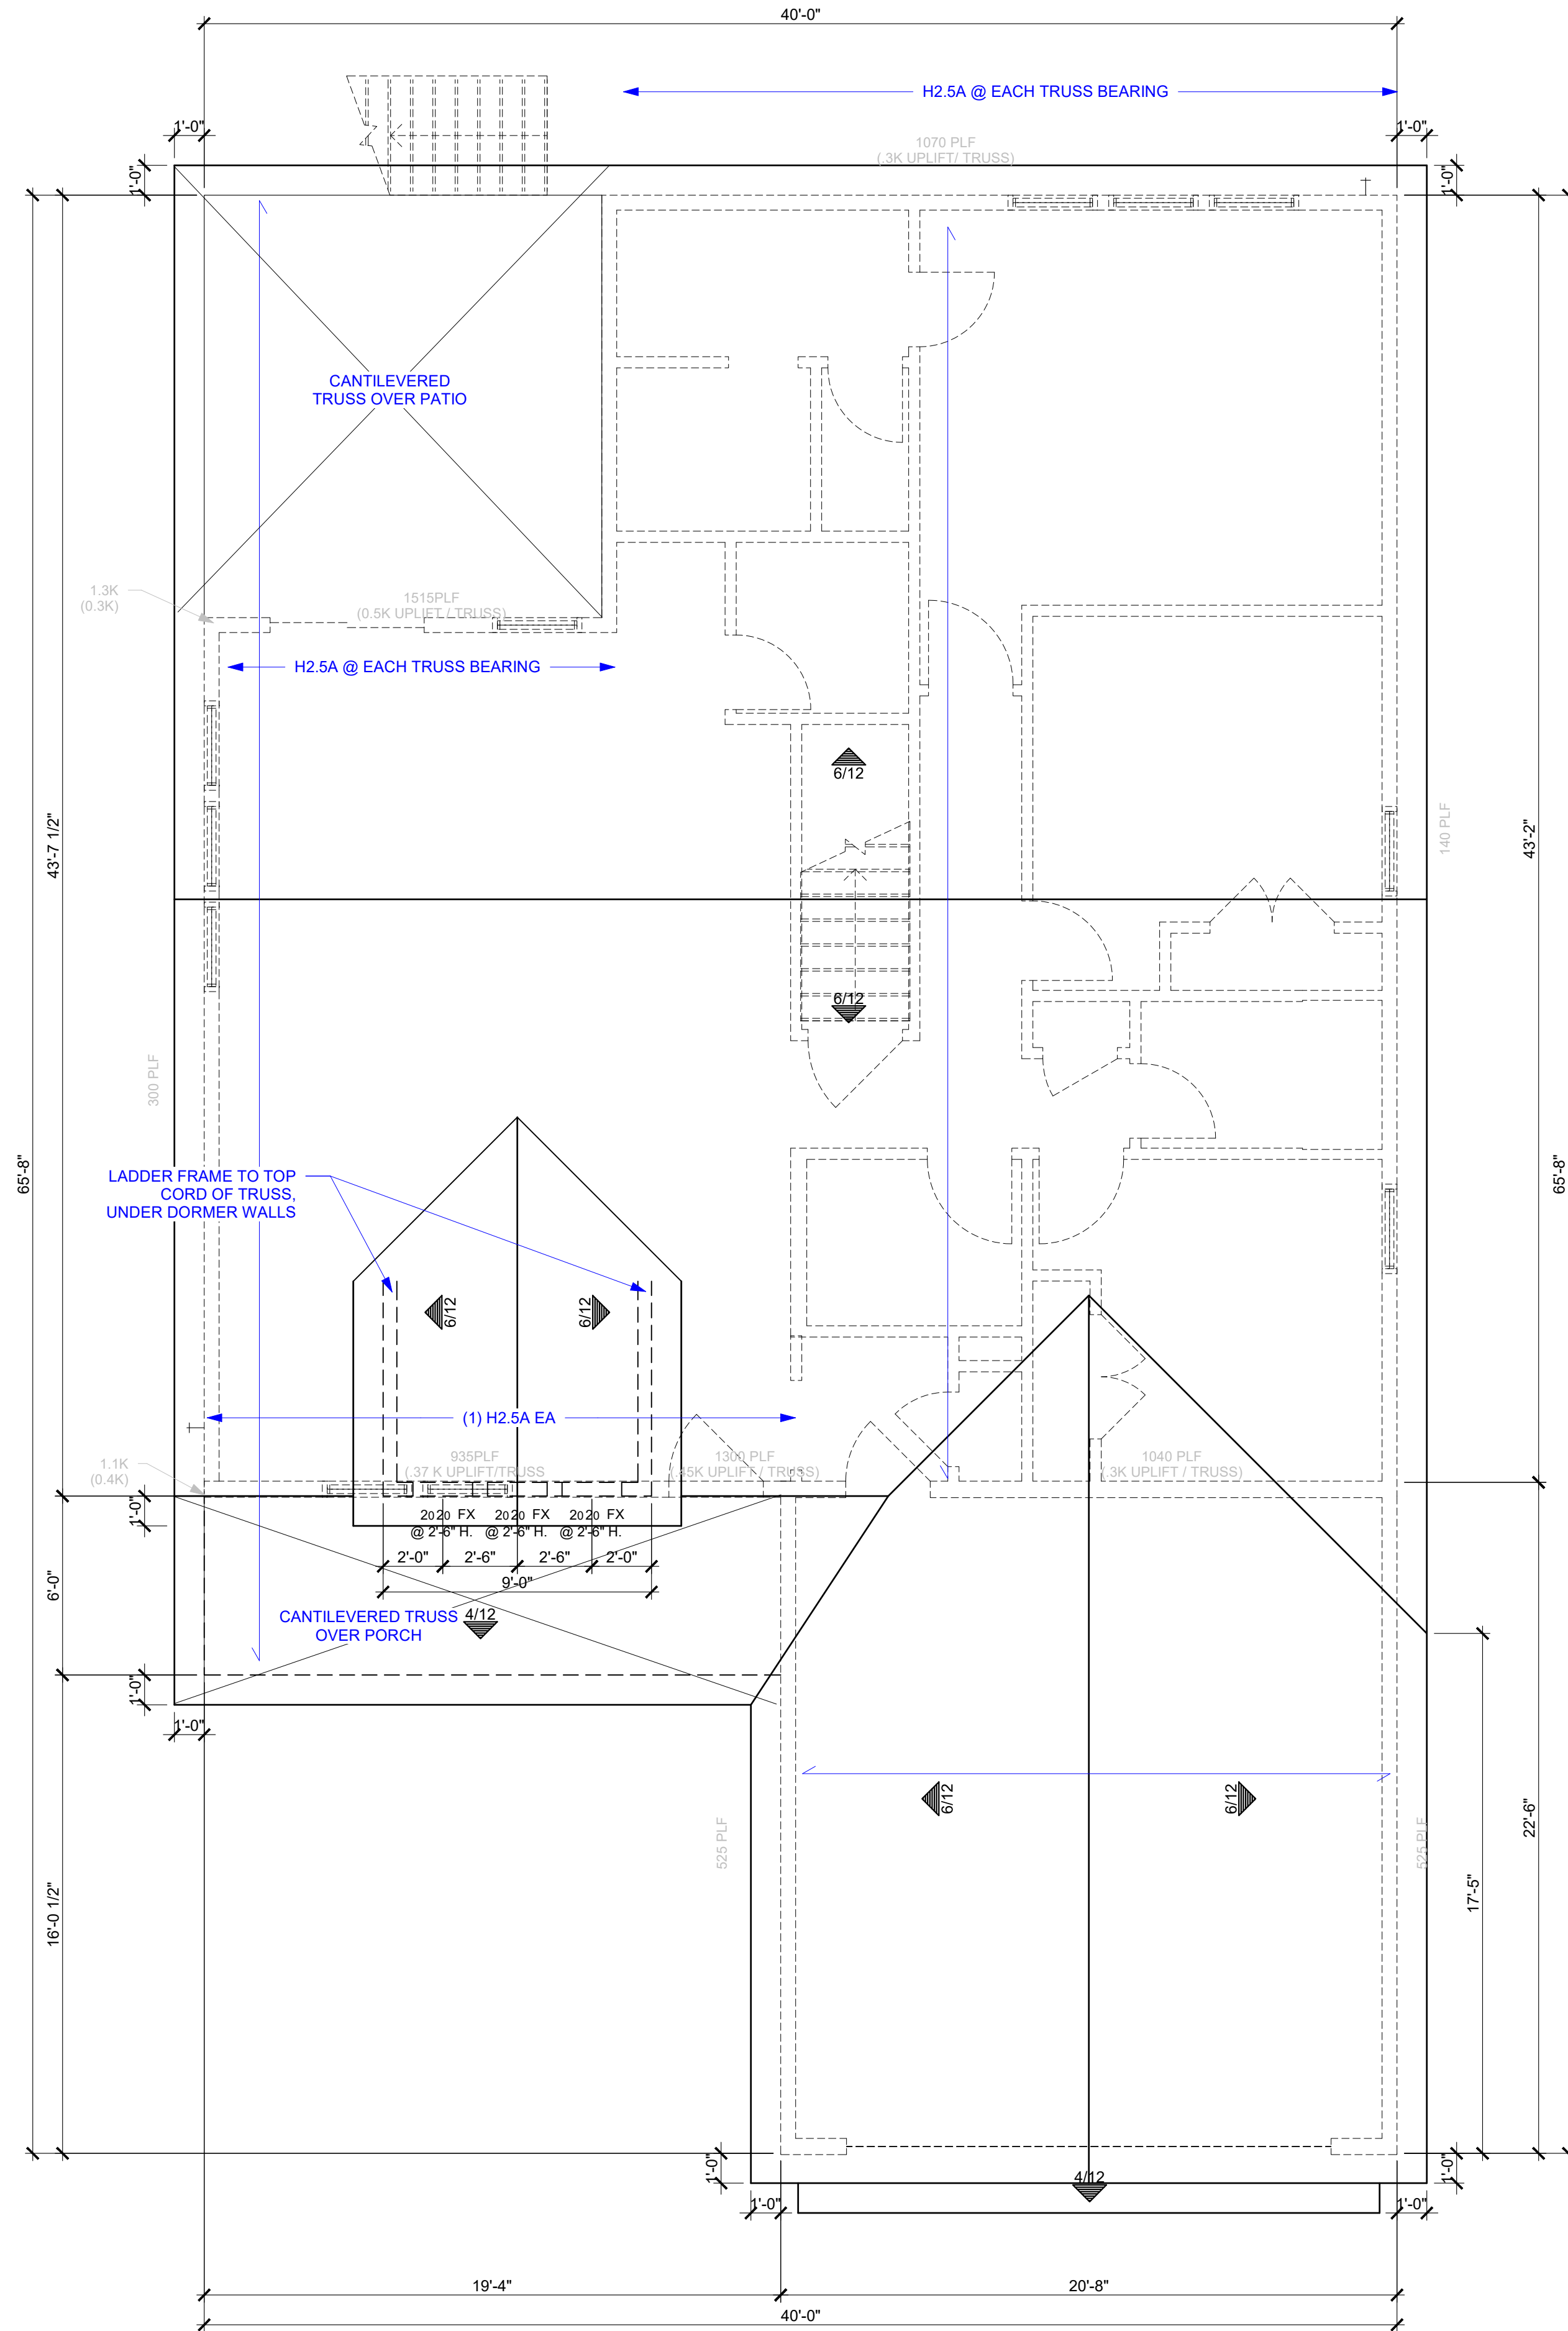 40'-0"
H2.5A @ EACH TRUSS BEARING
1'-0"
1'-0"
1070 PLF
(.3K UPLIFT/ TRUSS)
1'-0"
1'-0"
CANTILEVERED
TRUSS OVER PATIO
1.3K
(0.3K)
1515PLF
(0.5K UPLIFT / TRUSS)
H2.5A @ EACH TRUSS BEARING
6/12
43'-7 1/2"
140 PLF
43'-2"
6/12
300 PLF
65'-8"
65'-8"
LADDER FRAME TO TOP
CORD OF TRUSS,
UNDER DORMER WALLS
6/12
6/12
(1) H2.5A EA
1.1K
(0.4K)
935PLF
(.37 K UPLIFT/TRUSS
1300 PLF
(.45K UPLIFT / TRUSS)
1040 PLF
(.3K UPLIFT / TRUSS)
1'-0"
2020 FX
@ 2'-6" H.
2020 FX
@ 2'-6" H.
2020 FX
@ 2'-6" H.
2'-0"
2'-6"
2'-6"
2'-0"
9'-0"
6'-0"
CANTILEVERED TRUSS
OVER PORCH
4/12
1'-0"
1'-0"
6/12
6/12
525 PLF
525 PLF
22'-6"
17'-5"
16'-0 1/2"
1'-0"
4/12
1'-0"
1'-0"
1'-0"
19'-4"
20'-8"
40'-0"